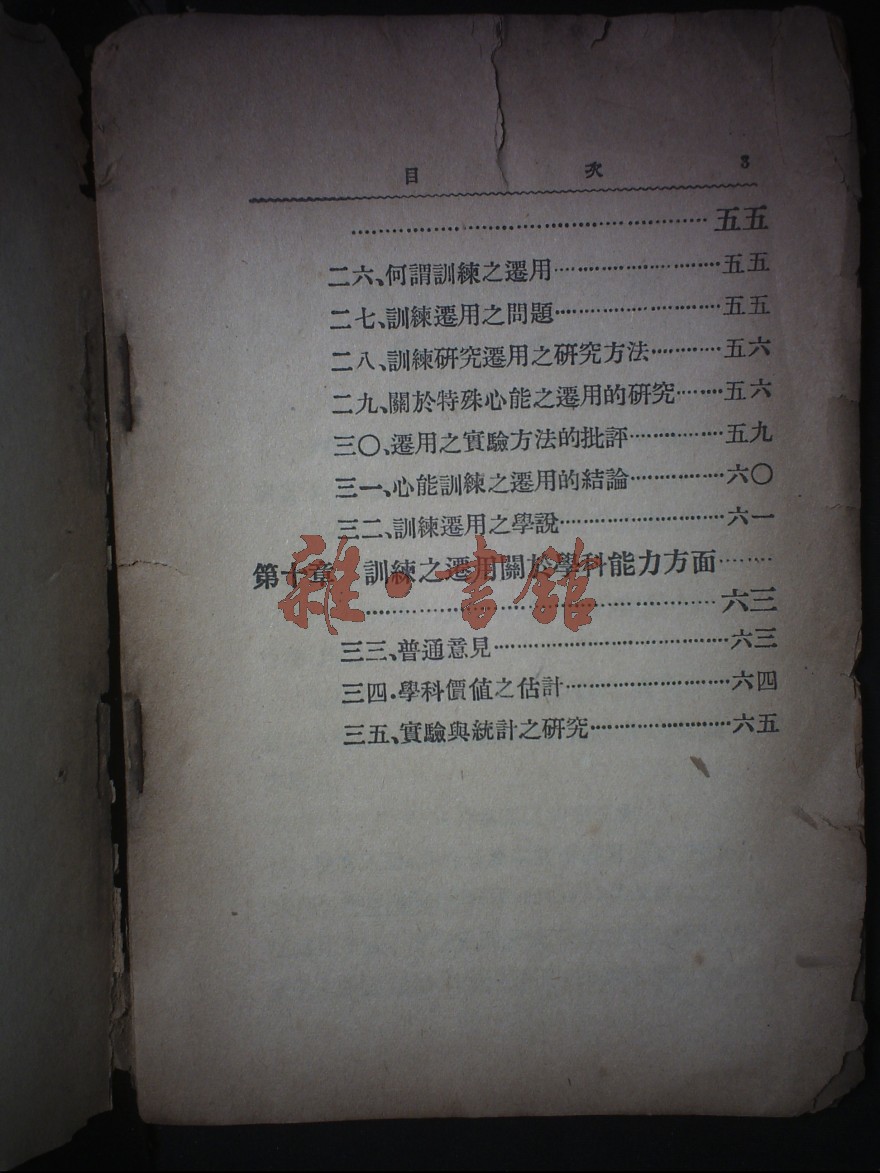 目 次 3
……………………………………………五五
二六、何謂訓練之遷用……………………五五
二七、訓練遷用之問題……………………五五
二八、訓練研究遷用之研究方法…………五六
二九、關於特殊心能之遷用的研究………五六
三〇、遷用之實驗方法的批評……………五九
三一、心能訓練之遷用的結論……………六〇
三二、訓練遷用之學說……………………六一
第十章 訓練之遷用關於學科能力方面………
……………………………………………六三
三三、普通意見……………………………六三
三四.學科價值之估計……………………六四
三五、實驗與統計之研究…………………六五
雜·書館